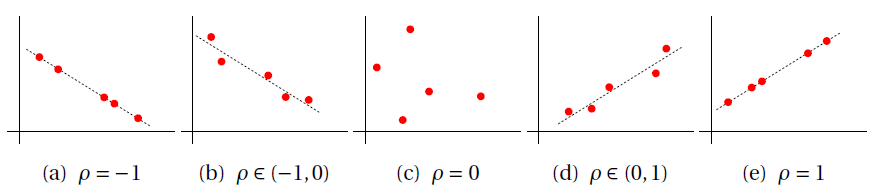 (a) ρ = −1 (b) ρ ∈ (−1, 0) (c) ρ = 0 (d) ρ ∈ (0, 1) (e) ρ = 1